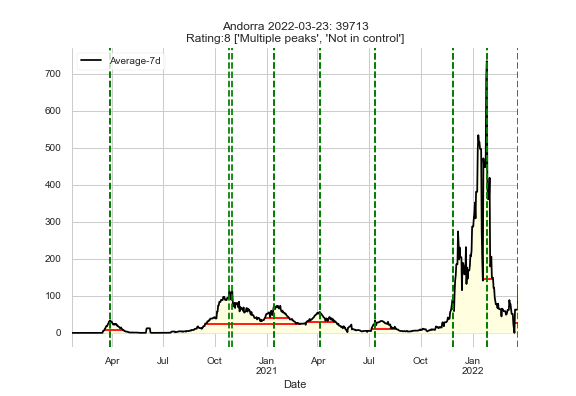 Andorra 2022-03-23: 39713
Rating:8 ['Multiple peaks', 'Not in control']
Average-7d
700
600
500
400
300
200
100
0
Apr Jul Oct Jan Apr Jul Oct Jan
2021 2022
Date